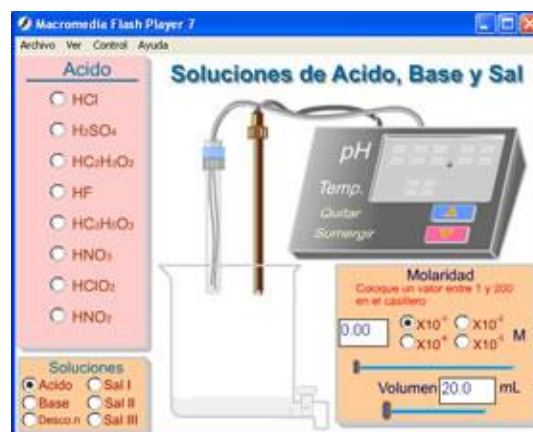 Macromedia Flash Player 7
Archivo Ver Control Ayuda
Acido
Soluciones de Acido, Base y Sal
HCl
H₂SO₄
HC₂H₃O₂
HF
HNO₃
HClO₂
HNO₂
pH
Temp.
Quitar
Sumergir
Molaridad
Coloque un valor entre 1 y 200
en el casillero
0.00
M
Volumen 20.0 mL
Soluciones
Acido Sal I
Base Sal II
Desco.n Sal III